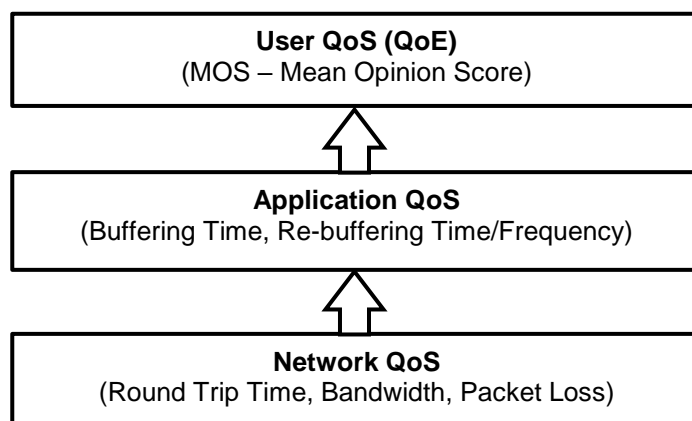 User QoS (QoE)
(MOS – Mean Opinion Score)
Application QoS
(Buffering Time, Re-buffering Time/Frequency)
Network QoS
(Round Trip Time, Bandwidth, Packet Loss)